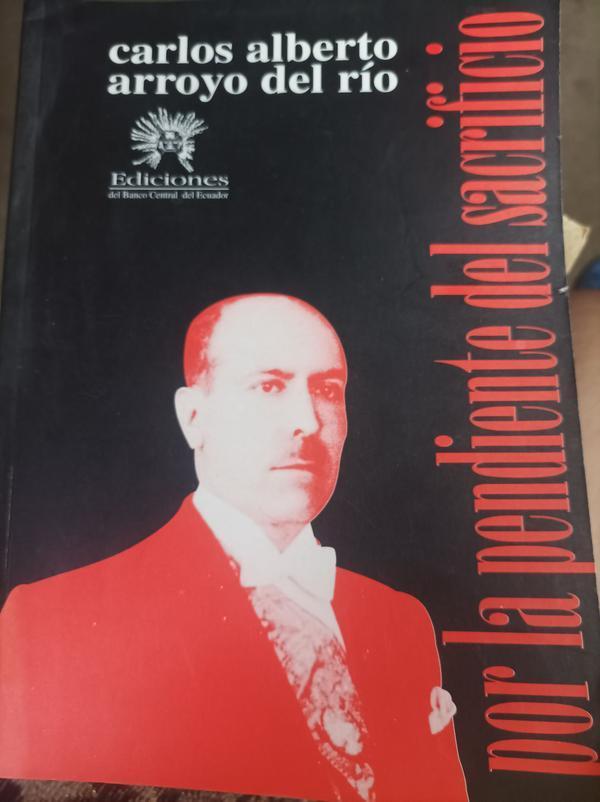 carlos alberto
arroyo del río
Ediciones
del Banco Central del Ecuador
por la pendiente del sacrificio